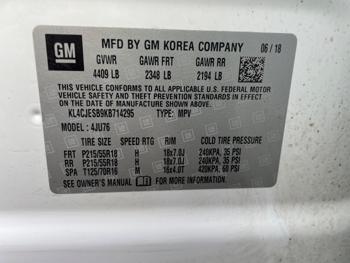 GM
MFD BY GM KOREA COMPANY 06 / 18
GVWR GAWR FRT GAWR RR
4409 LB 2348 LB 2194 LB
THIS VEHICLE CONFORMS TO ALL APPLICABLE U.S. FEDERAL MOTOR
VEHICLE SAFETY AND THEFT PREVENTION STANDARDS IN EFFECT
ON THE DATE OF MANUFACTURE SHOWN ABOVE.
KL4CJESB9KB714295 TYPE: MPV
MODEL: 4JU76
TIRE SIZE SPEED RTG RIM COLD TIRE PRESSURE
FRT P215/55R18 H 18x7.0J 240KPA, 35 PSI
RR P215/55R18 H 18x7.0J 240KPA, 35 PSI
SPA T125/70R16 M 16x4.0T 420KPA, 60 PSI
SEE OWNER'S MANUAL FOR ADDITIONAL INFORMATION.